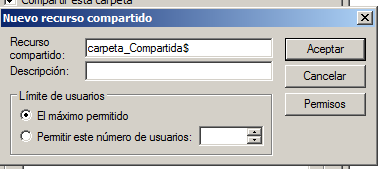 Compartir esta carpeta
Nuevo recurso compartido
Recurso
compartido:
carpeta_Compartida$
Aceptar
Descripción:
Cancelar
Límite de usuarios
Permisos
El máximo permitido
Permitir este número de usuarios: